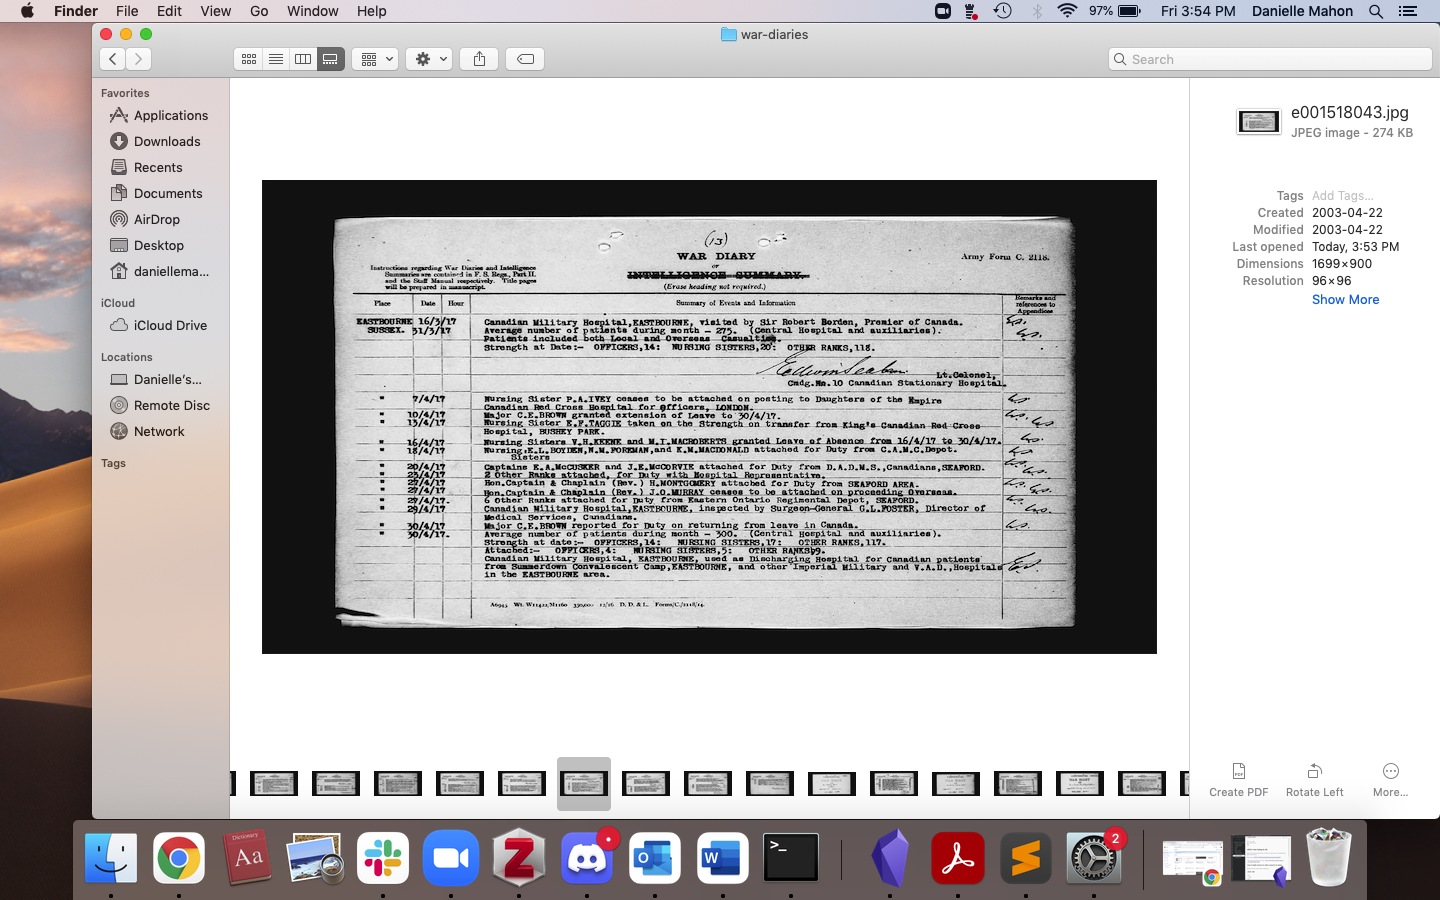 Finder File Edit View Go Window Help 97% Fri 3:54 PM Danielle Mahon
war-diaries
Search
Favorites
Applications
Downloads
Recents
Documents
AirDrop
Desktop
daniellema...
iCloud
iCloud Drive
Locations
Danielle's...
Remote Disc
Network
Tags
(13)
WAR DIARY
or
INTELLIGENCE SUMMARY.
(Erase heading not required.)
Army Form C. 2118.
Instructions regarding War Diaries and Intelligence
Summaries are contained in F. S. Regs., Part II.
and the Staff Manual respectively. Title pages
will be prepared in manuscript.
Place Date Hour Summary of Events and Information Remarks and
references to
Appendices
EASTBOURNE 16/3/17 Canadian Military Hospital,EASTBOURNE, visited by Sir Robert Borden, Premier of Canada.
SUSSEX. 31/3/17 Average number of patients during month - 275. (Central Hospital and auxiliaries).
Patients included both Local and Overseas Casualties.
Strength at Date:- OFFICERS,14: NURSING SISTERS,20: OTHER RANKS,118.
Lt.Colonel,
Cmdg.No.10 Canadian Stationary Hospital.
" 7/4/17 Nursing Sister P.A.IVEY ceases to be attached on posting to Daughters of the Empire
Canadian Red Cross Hospital for Officers, LONDON.
" 10/4/17 Major C.E.BROWN granted extension of Leave to 30/4/17.
" 13/4/17 Nursing Sister E.F.TAGGIE taken on the Strength on transfer from King's Canadian Red Cross
Hospital, BUSHEY PARK.
" 16/4/17 Nursing Sisters V.H.KEENE and M.I.MACROBERTS granted Leave of Absence from 16/4/17 to 30/4/17.
" 18/4/17 Nursing,E.L.BOYDEN,N.M.FOREMAN,and K.M.MACDONALD attached for Duty from C.A.M.C.Depot.
Sisters
" 20/4/17 Captains E.A.McCUSKER and J.E.McCORVIE attached for Duty from D.A.D.M.S.,Canadians,SEAFORD.
" 23/4/17 2 Other Ranks attached, for Duty with Hospital Representative.
" 27/4/17 Hon.Captain & Chaplain (Rev.) H.MONTGOMERY attached for Duty from SEAFORD AREA.
" 27/4/17 Hon.Captain & Chaplain (Rev.) J.O.MURRAY ceases to be attached on proceeding Overseas.
" 27/4/17. 6 Other Ranks attached for Duty from Eastern Ontario Regimental Depot, SEAFORD.
" 29/4/17 Canadian Military Hospital,EASTBOURNE, inspected by Surgeon-General G.L.FOSTER, Director of
Medical Services, Canadians.
" 30/4/17 Major C.E.BROWN reported for Duty on returning from leave in Canada.
" 30/4/17. Average number of patients during month - 300. (Central Hospital and auxiliaries).
Strength at date:- OFFICERS,14: NURSING SISTERS,17: OTHER RANKS,117.
Attached:- OFFICERS,4: NURSING SISTERS,5: OTHER RANKS,
Canadian Military Hospital, EASTBOURNE, used as Discharging Hospital for Canadian patients
from Summerdown Convalescent Camp,EASTBOURNE, and other Imperial Military and V.A.D.,Hospitals
in the EASTBOURNE area.
D. D. & L. Forms/C./2118/14.
e001518043.jpg
JPEG image - 274 KB
Tags Add Tags...
Created 2003-04-22
Modified 2003-04-22
Last opened Today, 3:53 PM
Dimensions 1699×900
Resolution 96×96
Show More
PDF
Create PDF Rotate Left More...
Dictionary
Aa
Z
O
W
>_
2